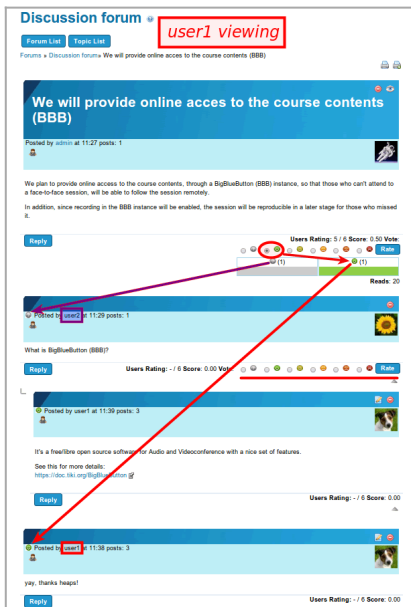 Discussion forum
user1 viewing
Forum List Topic List
Forums » Discussion forum» We will provide online acces to the course contents (BBB)
We will provide online acces to the course contents
(BBB)
Posted by admin at 11:27 posts: 1
We plan to provide online access to the course contents, through a BigBlueButton (BBB) instance, so that those who can't attend to
a face-to-face session, will be able to follow the session remotely.
In addition, since recording in the BBB instance will be enabled, the session will be reproducible in a later stage for those who missed
it.
Reply
Users Rating: 5 / 6 Score: 0.50 Vote:
Rate
(1) (1)
Reads: 20
Posted by user2 at 11:29 posts: 1
What is BigBlueButton (BBB)?
Reply Users Rating: - / 6 Score: 0.00 Vote: Rate
Posted by user1 at 11:39 posts: 3
It's a free/libre open source software for Audio and Videoconference with a nice set of features.
See this for more details:
https://doc.tiki.org/BigBlueButton
Reply Users Rating: - / 6 Score: 0.00
Posted by user1 at 11:38 posts: 3
yay, thanks heaps!
Reply Users Rating: - / 6 Score: 0.00